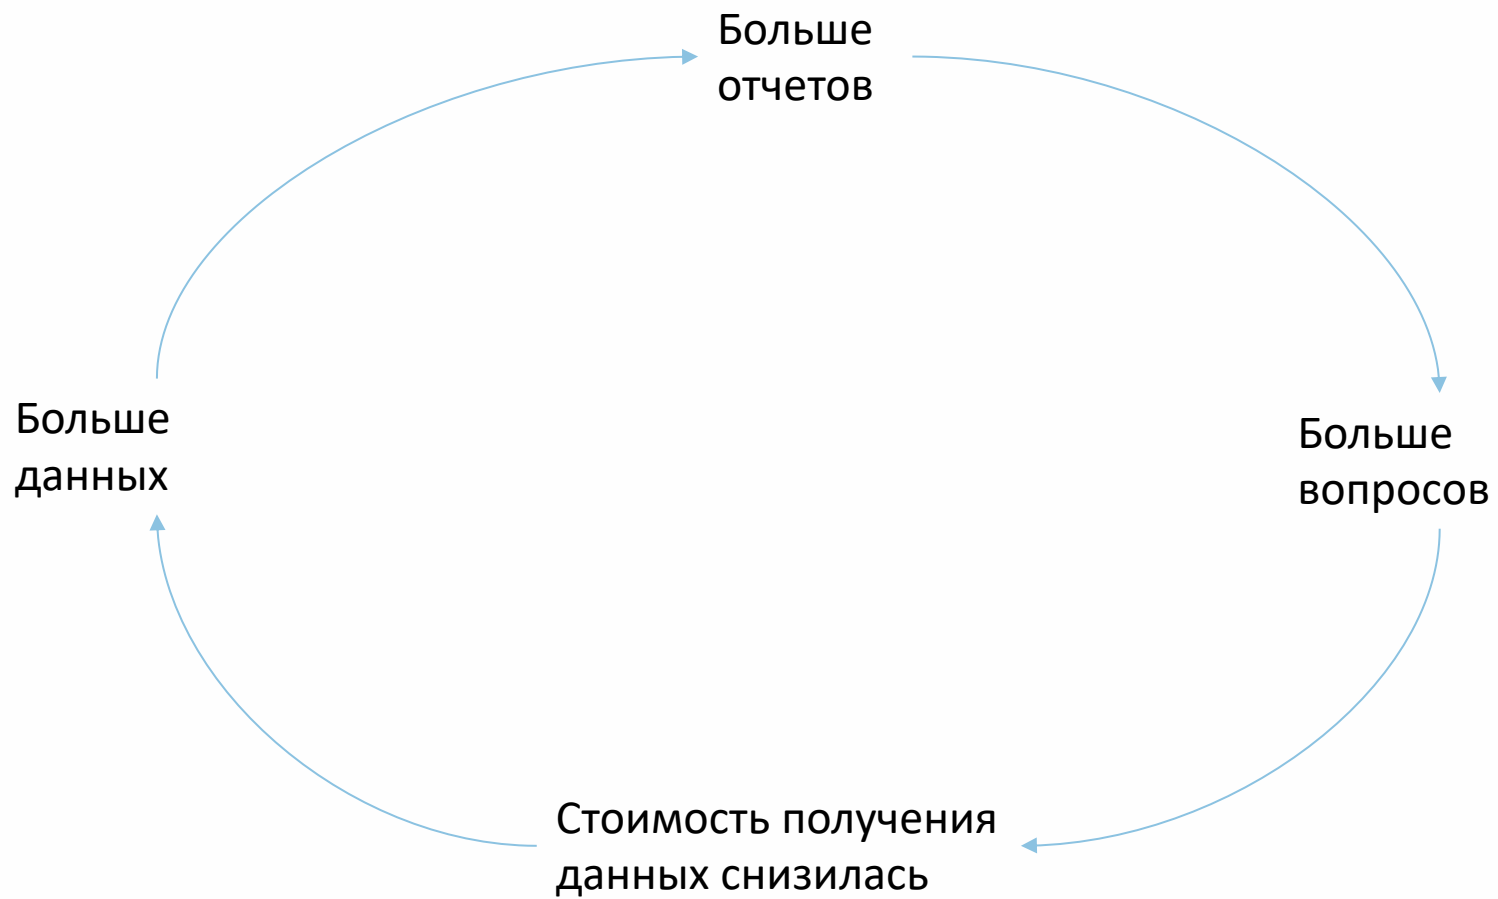 Больше
отчетов
Больше
данных
Больше
вопросов
Стоимость получения
данных снизилась